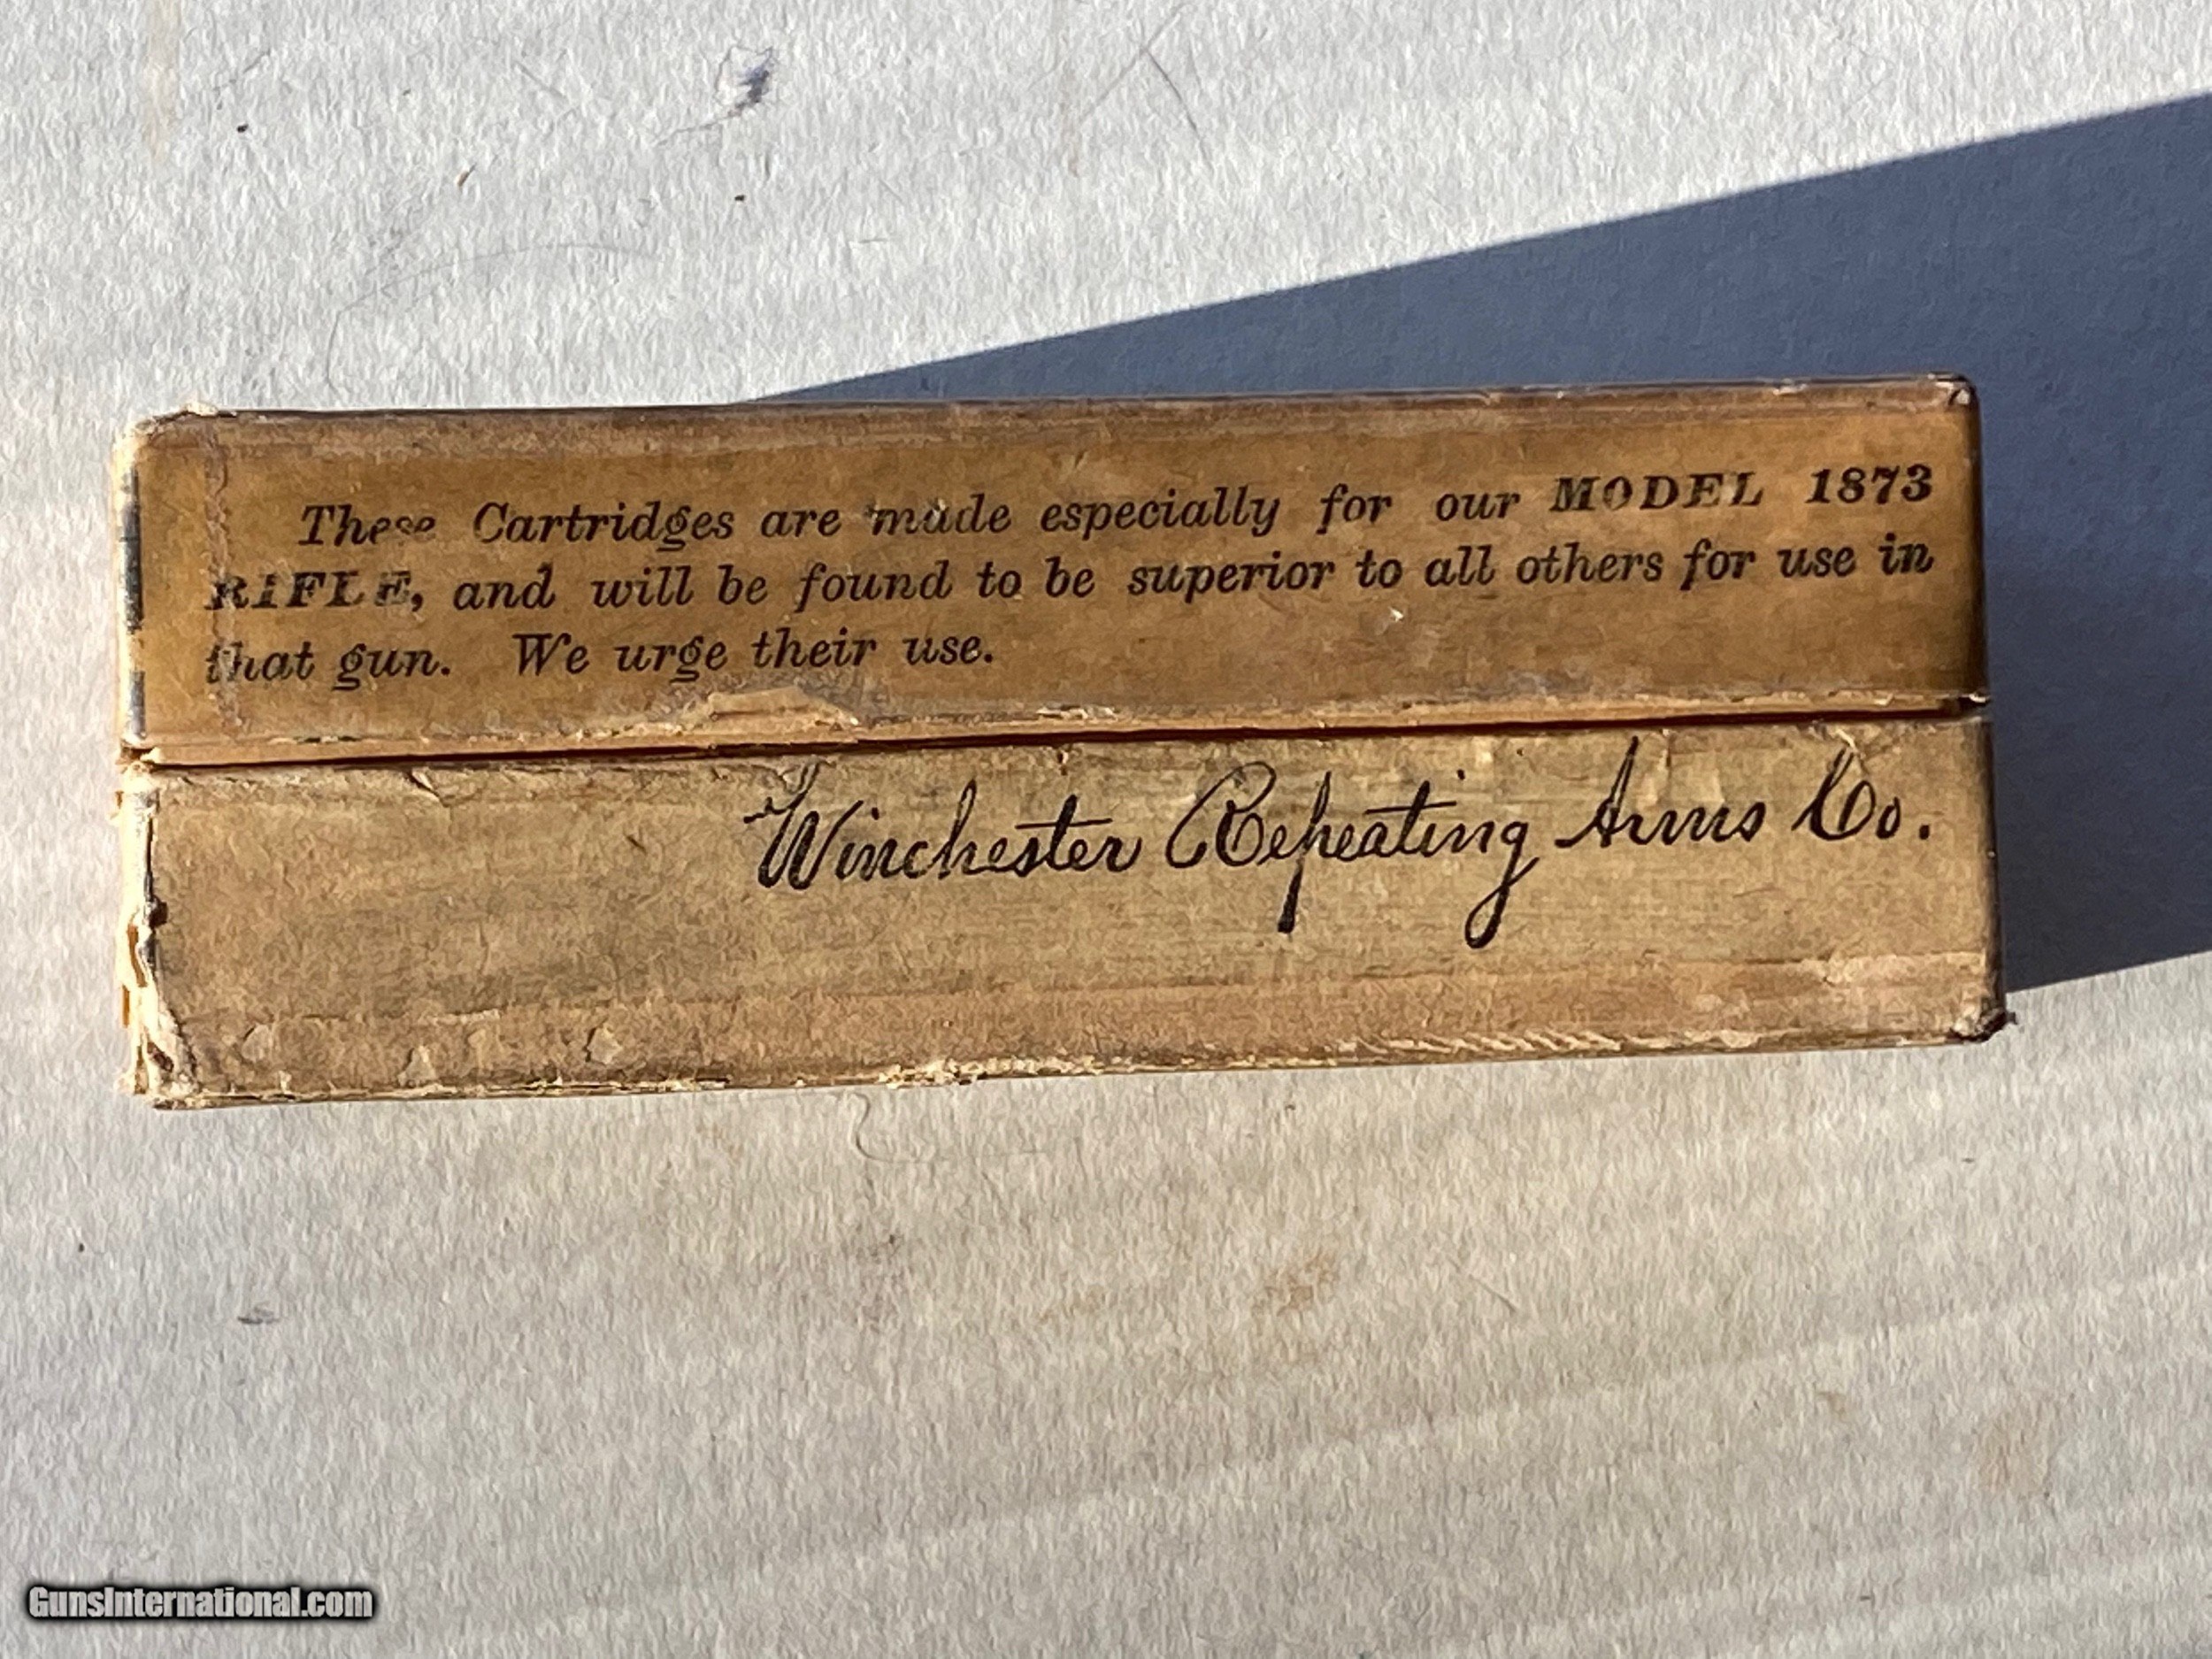 These Cartridges are made especially for our MODEL 1873
RIFLE, and will be found to be superior to all others for use in
that gun. We urge their use.
Winchester Repeating Arms Co.
GunsInternational.com